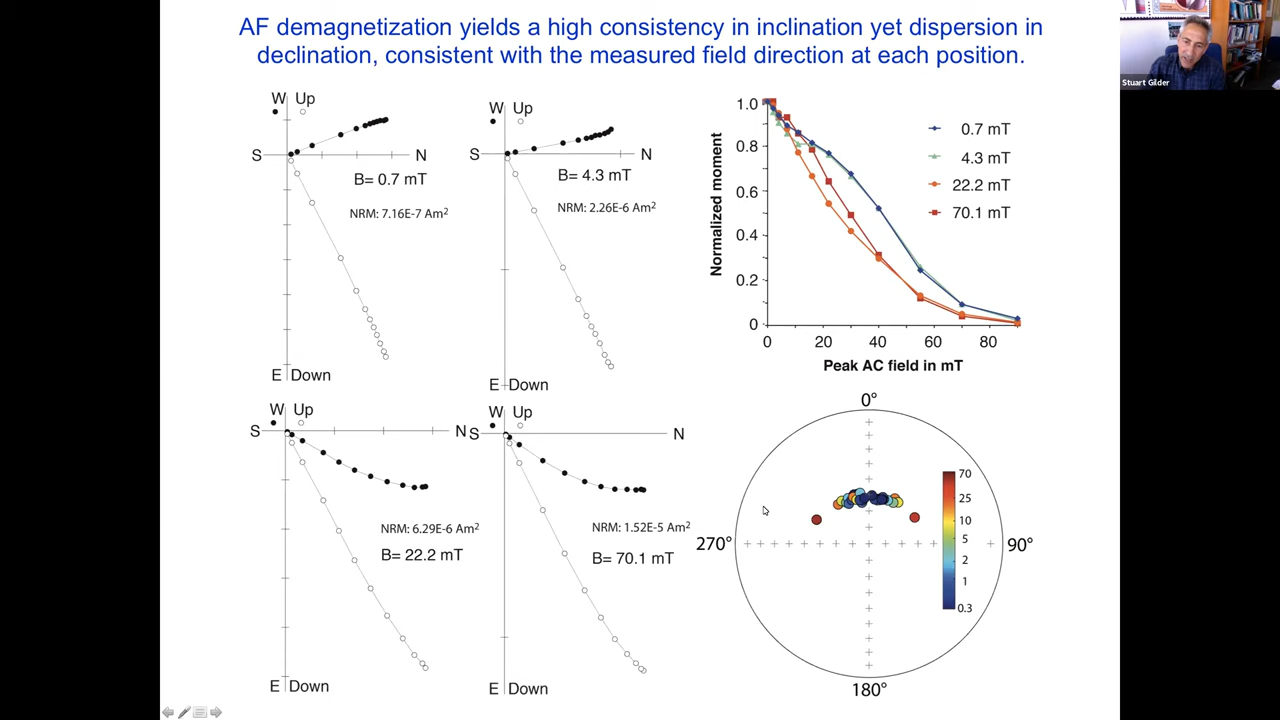 AF demagnetization yields a high consistency in inclination yet dispersion in
declination, consistent with the measured field direction at each position.
Stuart Gilder
W Up
S N
B= 0.7 mT
NRM: 7.16E-7 Am²
E Down
W Up
S N
B= 4.3 mT
NRM: 2.26E-6 Am²
E Down
1.0
0.8
0.6
0.4
0.2
0
Normalized moment
0 20 40 60 80
Peak AC field in mT
0.7 mT
4.3 mT
22.2 mT
70.1 mT
W Up
S N
NRM: 6.29E-6 Am²
B= 22.2 mT
E Down
W Up
S N
NRM: 1.52E-5 Am²
B= 70.1 mT
E Down
0°
270° 90°
180°
70
25
10
5
2
1
0.3